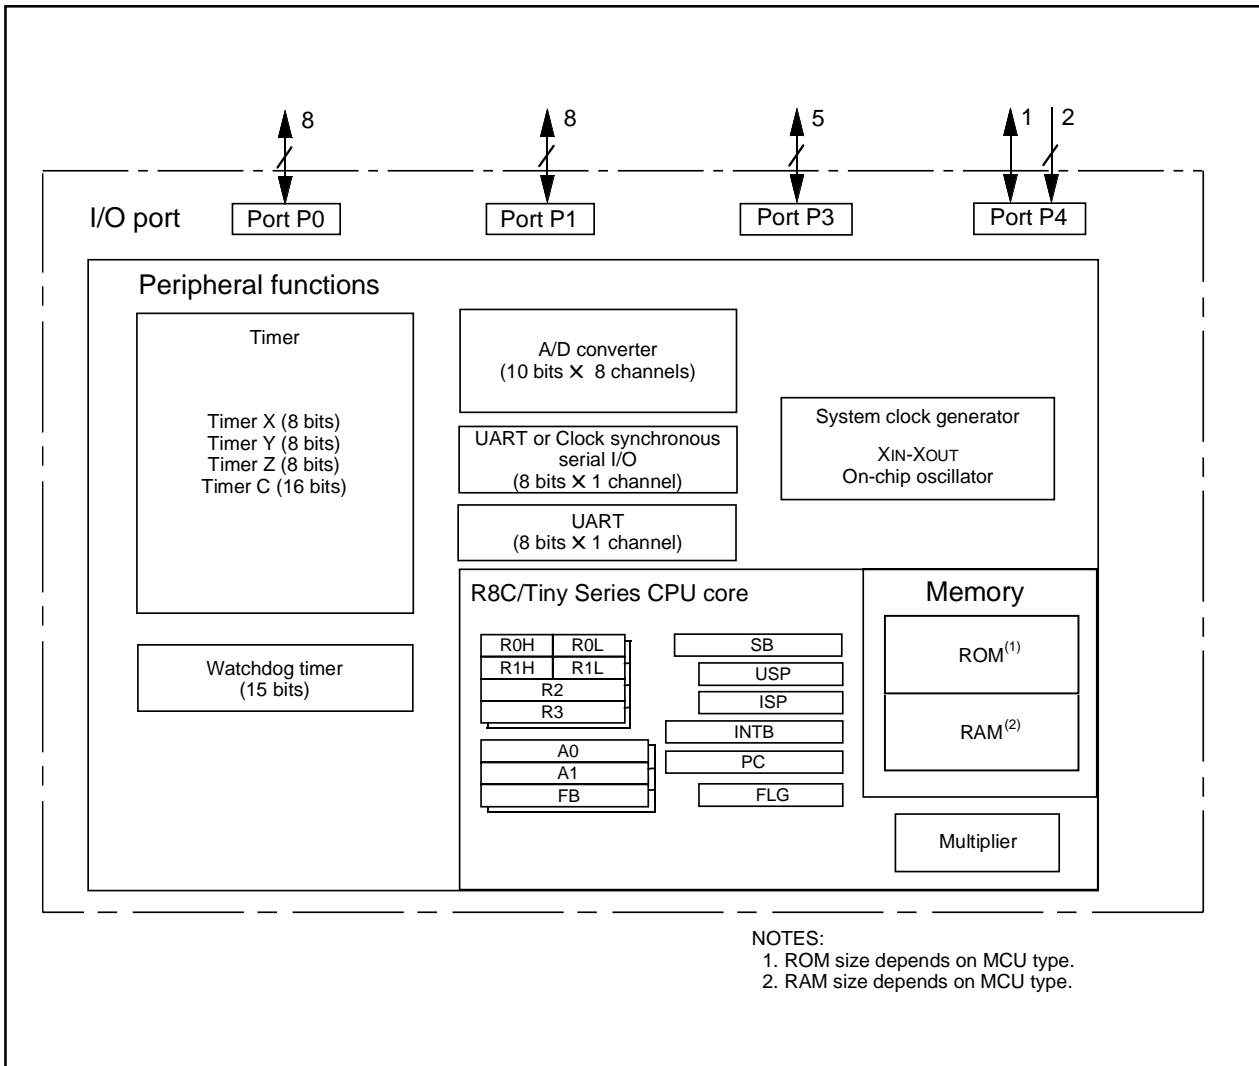 8
8
5
1
2
I/O port
Port P0
Port P1
Port P3
Port P4
Peripheral functions
Timer
Timer X (8 bits)
Timer Y (8 bits)
Timer Z (8 bits)
Timer C (16 bits)
Watchdog timer
(15 bits)
A/D converter
(10 bits X 8 channels)
UART or Clock synchronous
serial I/O
(8 bits X 1 channel)
UART
(8 bits X 1 channel)
System clock generator
XIN-XOUT
On-chip oscillator
R8C/Tiny Series CPU core
R0H R0L
R1H R1L
R2
R3
A0
A1
FB
SB
USP
ISP
INTB
PC
FLG
Memory
ROM(1)
RAM(2)
Multiplier
NOTES:
1. ROM size depends on MCU type.
2. RAM size depends on MCU type.